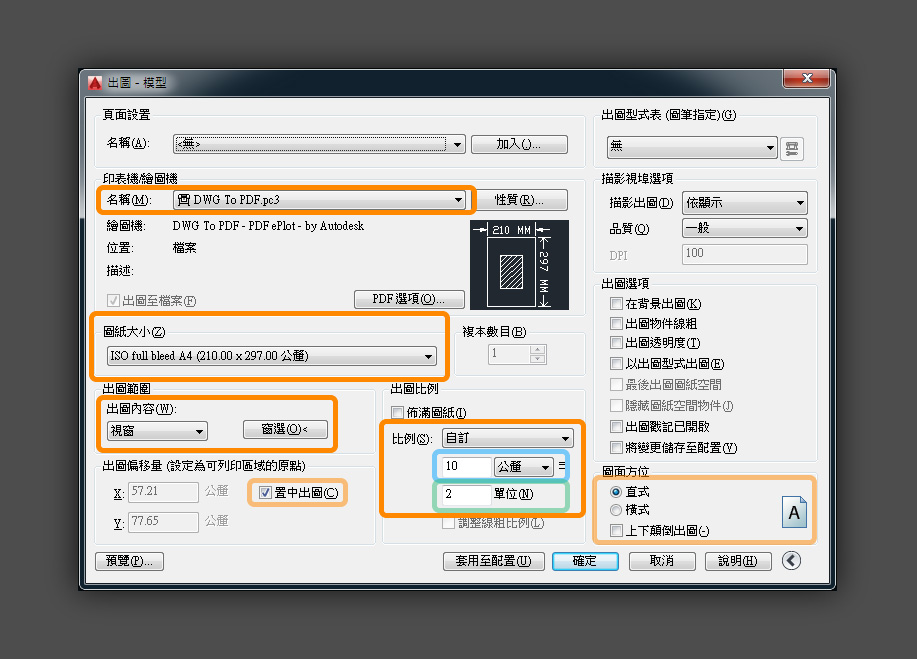 出圖 - 模型
頁面設置
名稱(A):
<無>
加入()...
印表機/繪圖機
名稱(M):
DWG To PDF.pc3
性質(R)...
繪圖機:
DWG To PDF - PDF ePlot - by Autodesk
位置:
檔案
描述:
出圖至檔案(F)
PDF 選項(O)...
210 MM
297 MM
圖紙大小(Z)
ISO full bleed A4 (210.00 x 297.00 公釐)
複本數目(B)
1
出圖範圍
出圖內容(W):
視窗
窗選(O)<
出圖比例
佈滿圖紙(I)
比例(S):
自訂
10
公釐
=
2
單位(N)
調整線粗比例(L)
出圖偏移量 (設定為可列印區域的原點)
X:
57.21
公釐
置中出圖(C)
Y:
77.65
公釐
出圖型式表 (圖筆指定)(G)
無
描影視埠選項
描影出圖(D)
依顯示
品質(Q)
一般
DPI
100
出圖選項
在背景出圖(K)
出圖物件線粗
出圖透明度(T)
以出圖型式出圖(E)
最後出圖圖紙空間
隱藏圖紙空間物件(J)
出圖戳記已開啟
將變更儲存至配置(V)
圖面方位
直式
橫式
上下顛倒出圖(-)
A
預覽(P)...
套用至配置(U)
確定
取消
說明(H)